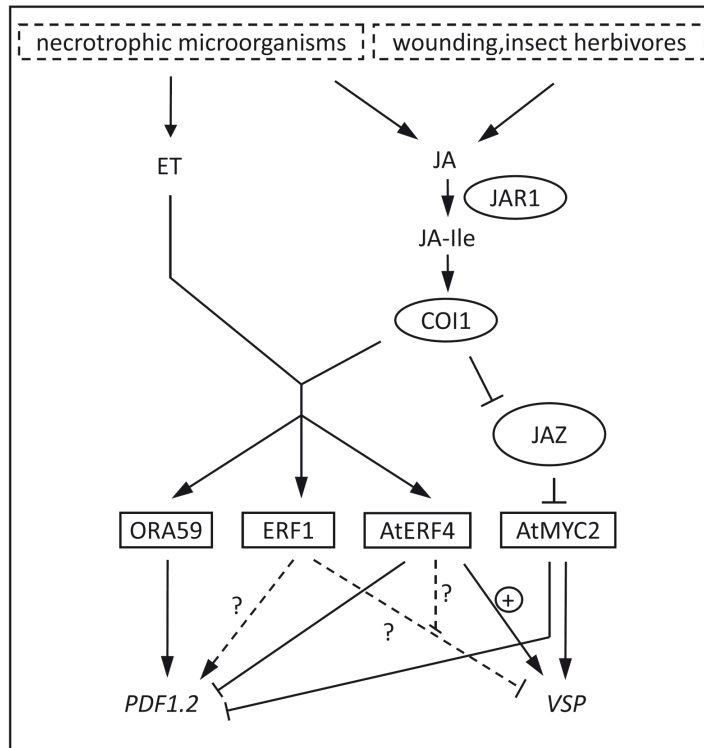 necrotrophic microorganisms
wounding,insect herbivores
ET
JA
JAR1
JA-Ile
COI1
JAZ
ORA59
ERF1
AtERF4
AtMYC2
?
?
?
+
PDF1.2
VSP